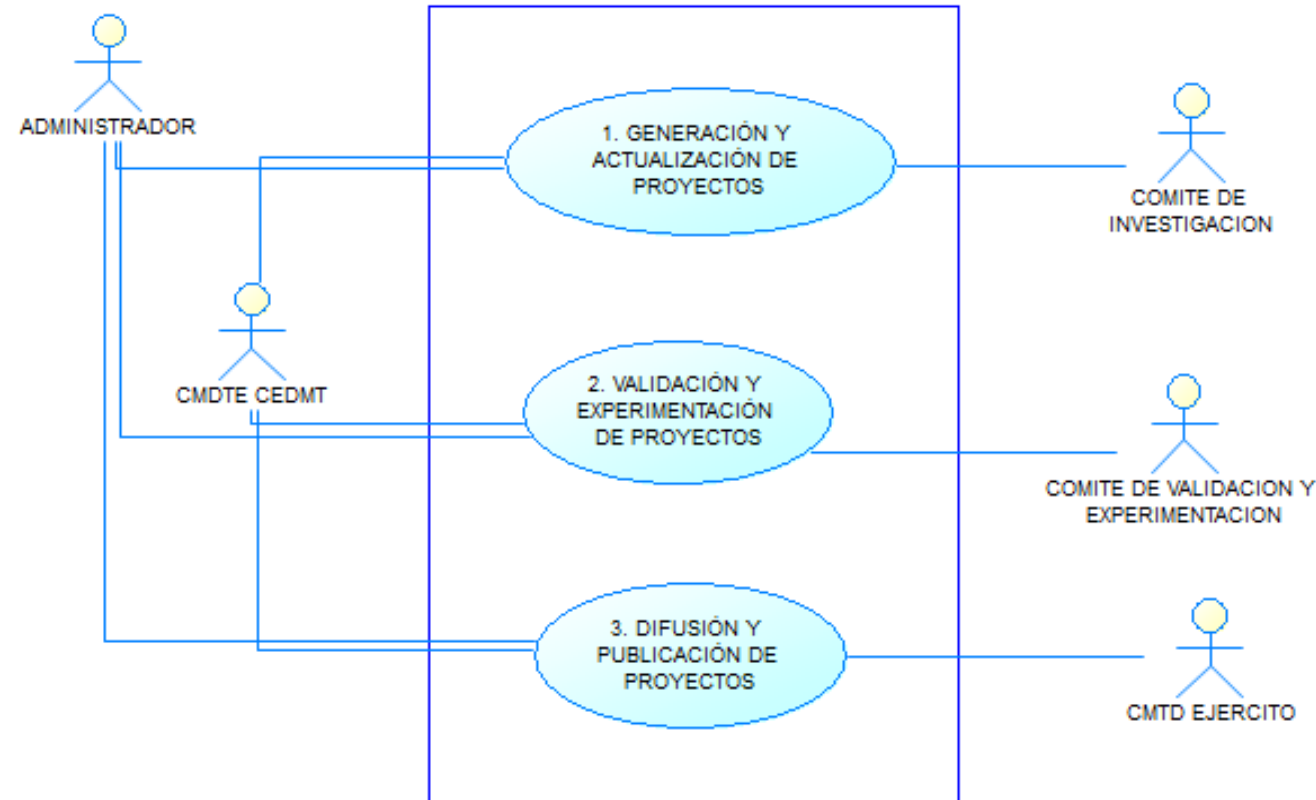 ADMINISTRADOR
1. GENERACIÓN Y
ACTUALIZACIÓN DE
PROYECTOS
COMITE DE
INVESTIGACION
CMDTE CEDMT
2. VALIDACIÓN Y
EXPERIMENTACIÓN
DE PROYECTOS
COMITE DE VALIDACION Y
EXPERIMENTACION
3. DIFUSIÓN Y
PUBLICACIÓN DE
PROYECTOS
CMTD EJERCITO